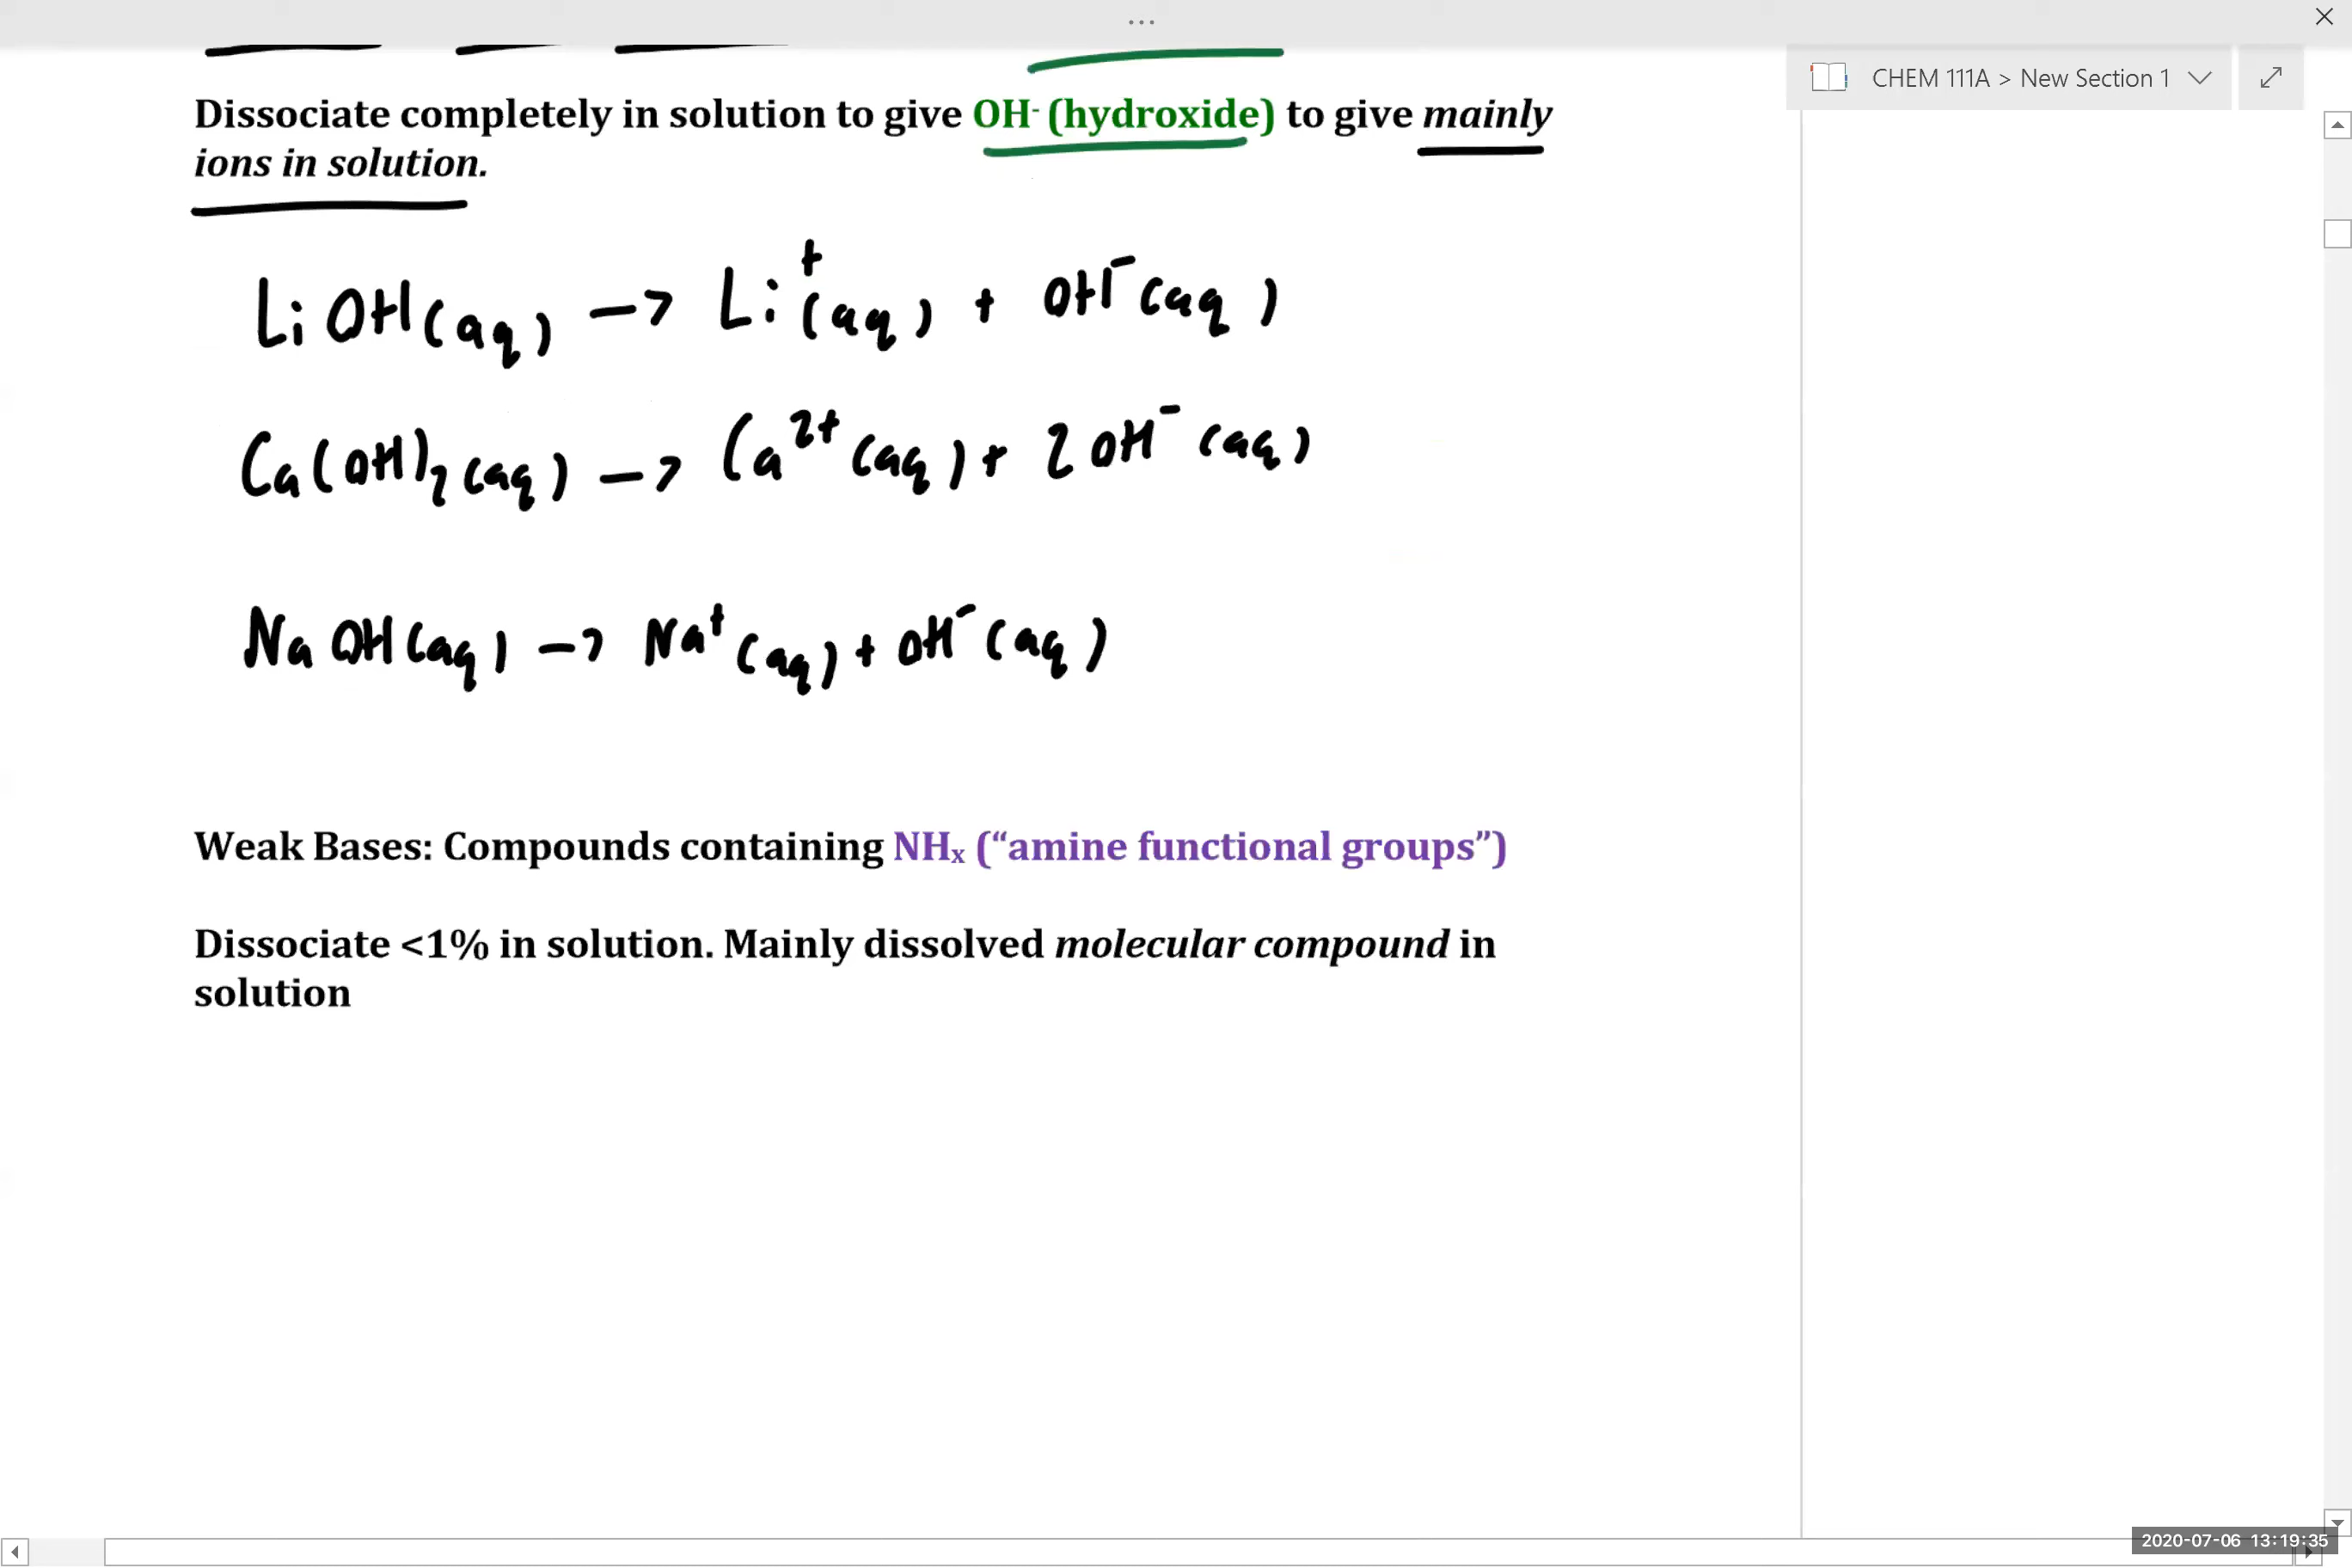 CHEM 111A > New Section 1
Dissociate completely in solution to give OH⁻ (hydroxide) to give mainly
ions in solution.
LiOH(aq) -> Li⁺(aq) + OH⁻(aq)
Ca(OH)₂(aq) -> Ca²⁺(aq) + 2OH⁻(aq)
NaOH(aq) -> Na⁺(aq) + OH⁻(aq)
Weak Bases: Compounds containing NHₓ (“amine functional groups”)
Dissociate <1% in solution. Mainly dissolved molecular compound in
solution
2020-07-06 13:19:35